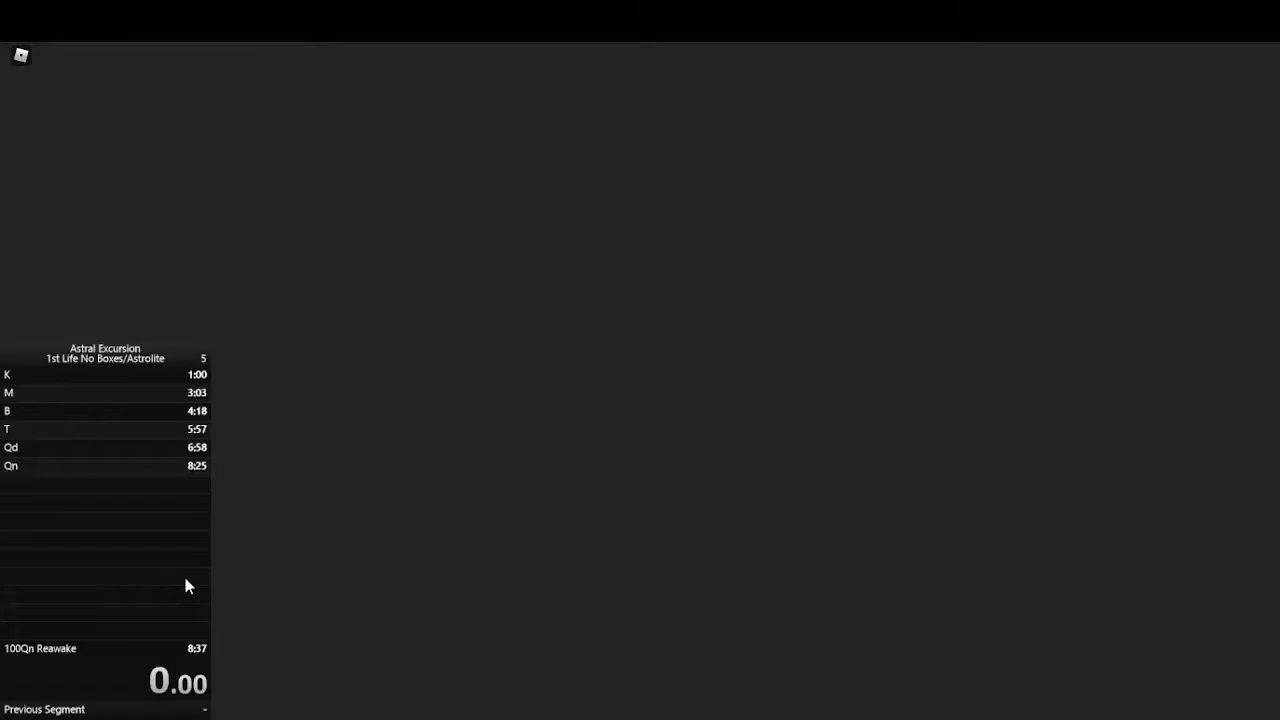 Astral Excursion
1st Life No Boxes/Astrolite 5
K 1:00
M 3:03
B 4:18
T 5:57
Qd 6:58
Qn 8:25
100Qn Reawake 8:37
0.00
Previous Segment -